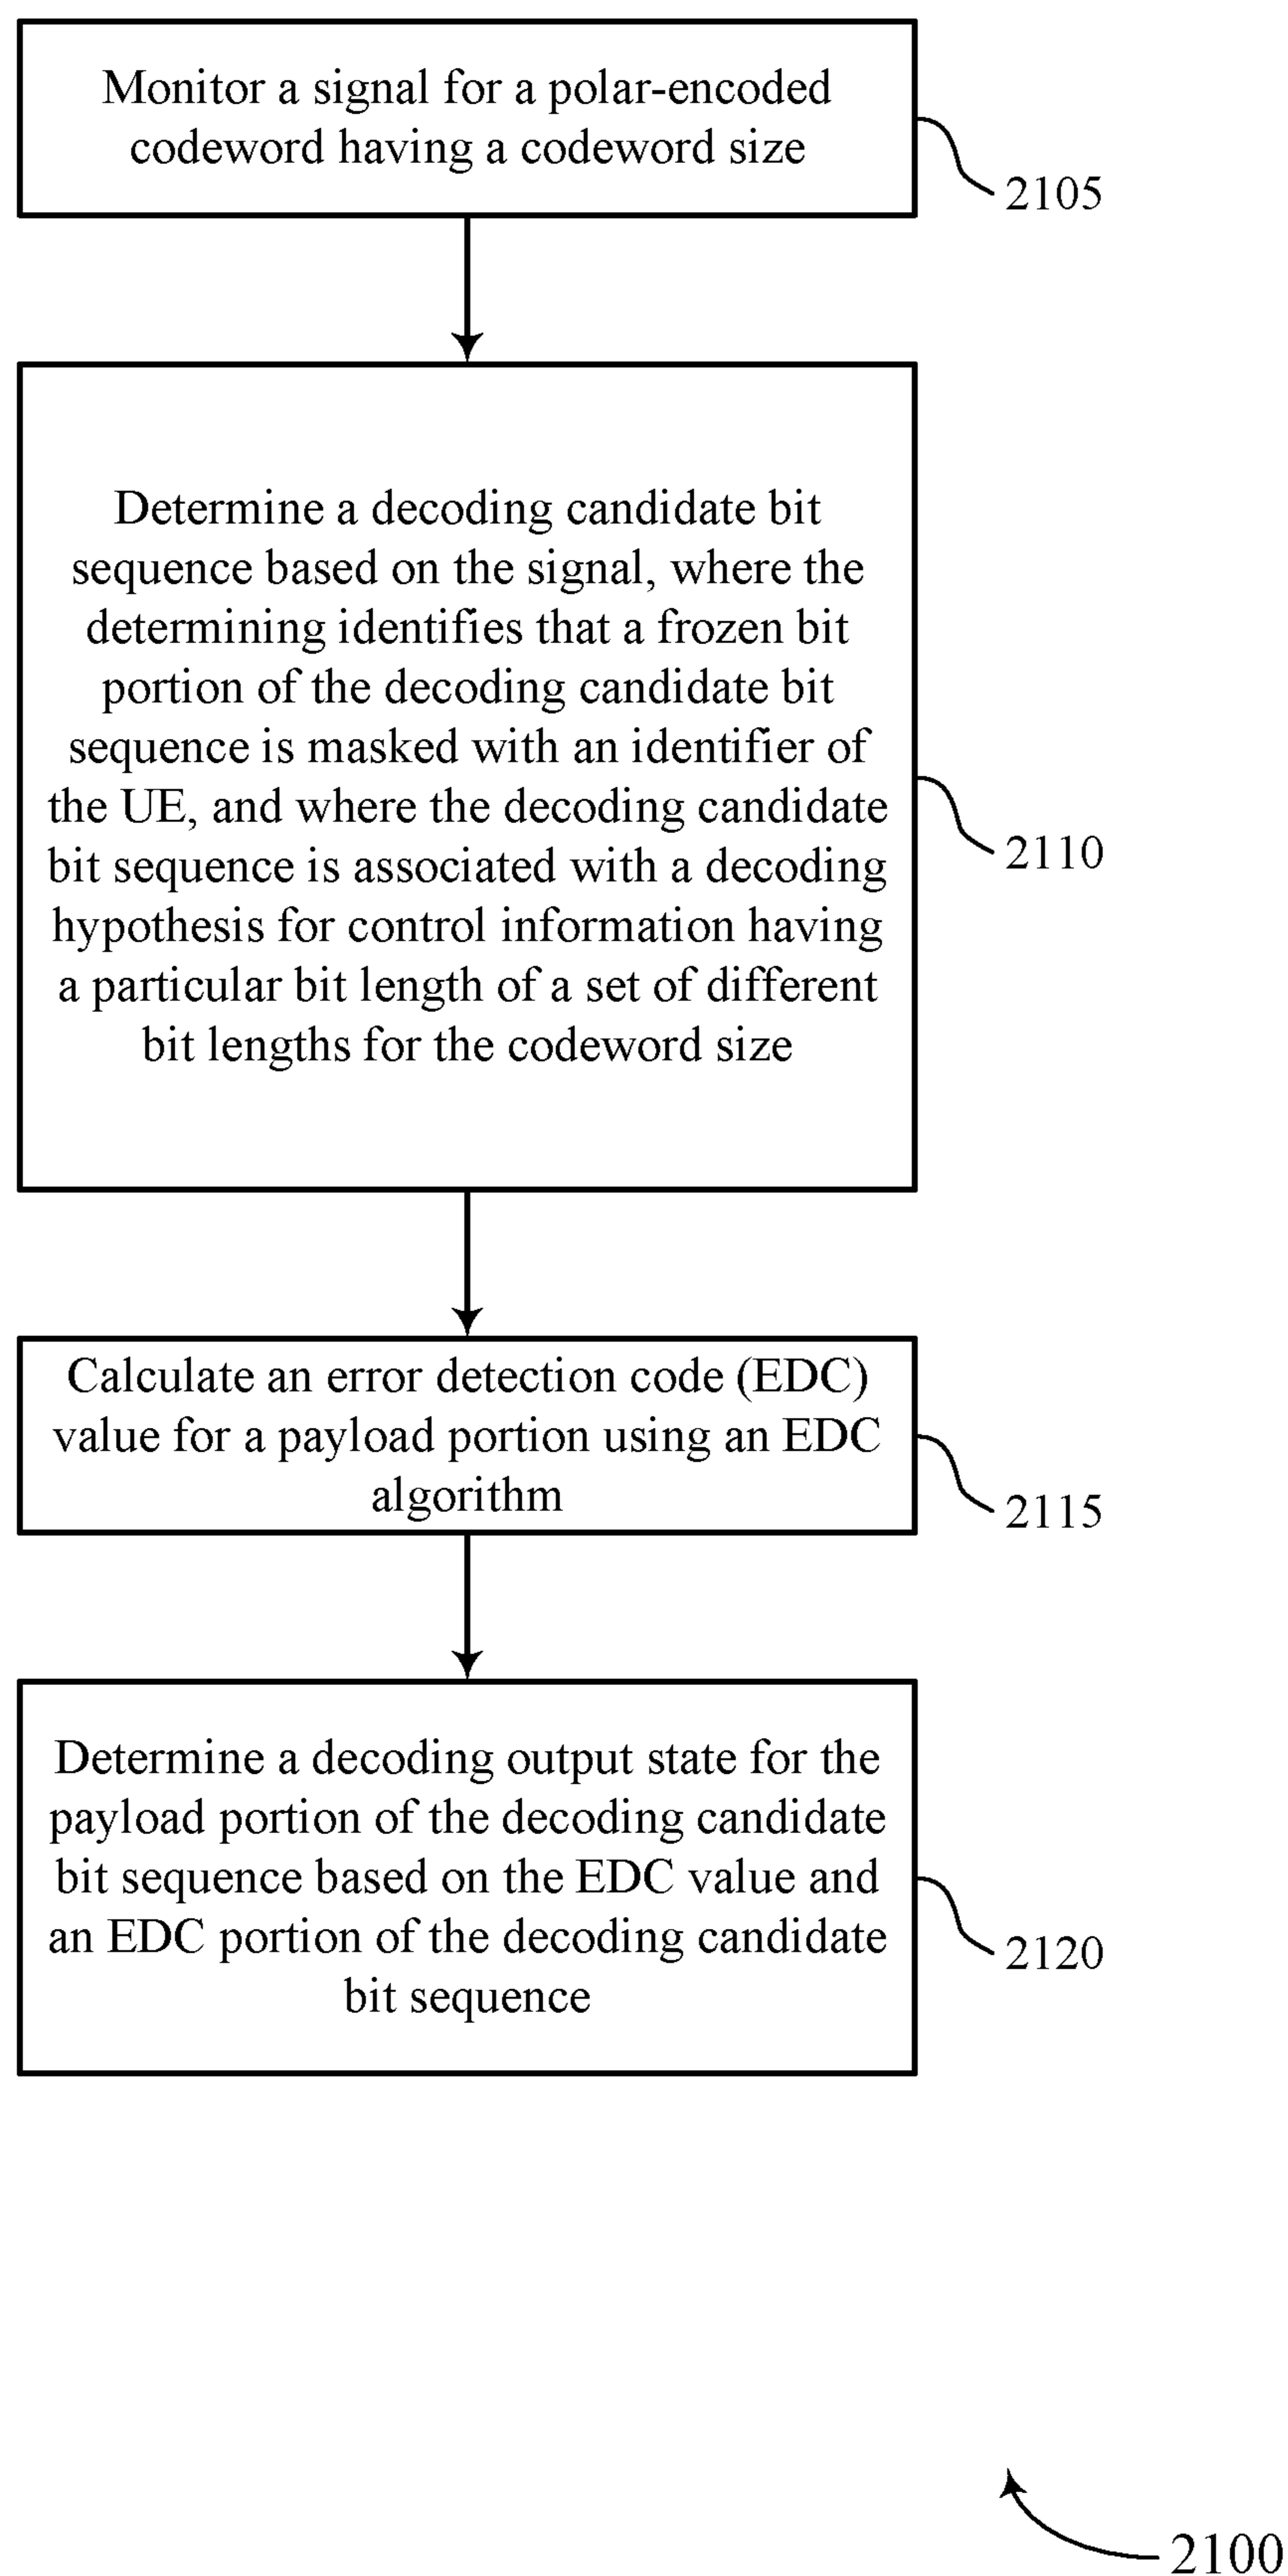 Monitor a signal for a polar-encoded
codeword having a codeword size
2105
Determine a decoding candidate bit
sequence based on the signal, where the
determining identifies that a frozen bit
portion of the decoding candidate bit
sequence is masked with an identifier of
the UE, and where the decoding candidate
bit sequence is associated with a decoding
hypothesis for control information having
a particular bit length of a set of different
bit lengths for the codeword size
2110
Calculate an error detection code (EDC)
value for a payload portion using an EDC
algorithm
2115
Determine a decoding output state for the
payload portion of the decoding candidate
bit sequence based on the EDC value and
an EDC portion of the decoding candidate
bit sequence
2120
2100